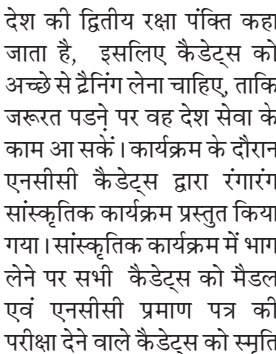 देश की द्वितीय रक्षा पंक्ति कहा
जाता है, इसलिए कैडेट्स को
अच्छे से टै्निंग लेना चाहिए, ताकि
जरूरत पडऩे पर वह देश सेवा के
काम आ सकें। कार्यक्रम के दौरान
एनसीसी कैडेट्स द्वारा रंगारंग
सांस्कृतिक कार्यक्रम प्रस्तुत किया
गया। सांस्कृतिक कार्यक्रम में भाग
लेने पर सभी कैडेट्स को मैडल
एवं एनसीसी प्रमाण पत्र की
परीक्षा देने वाले कैडेट्स को स्मृति